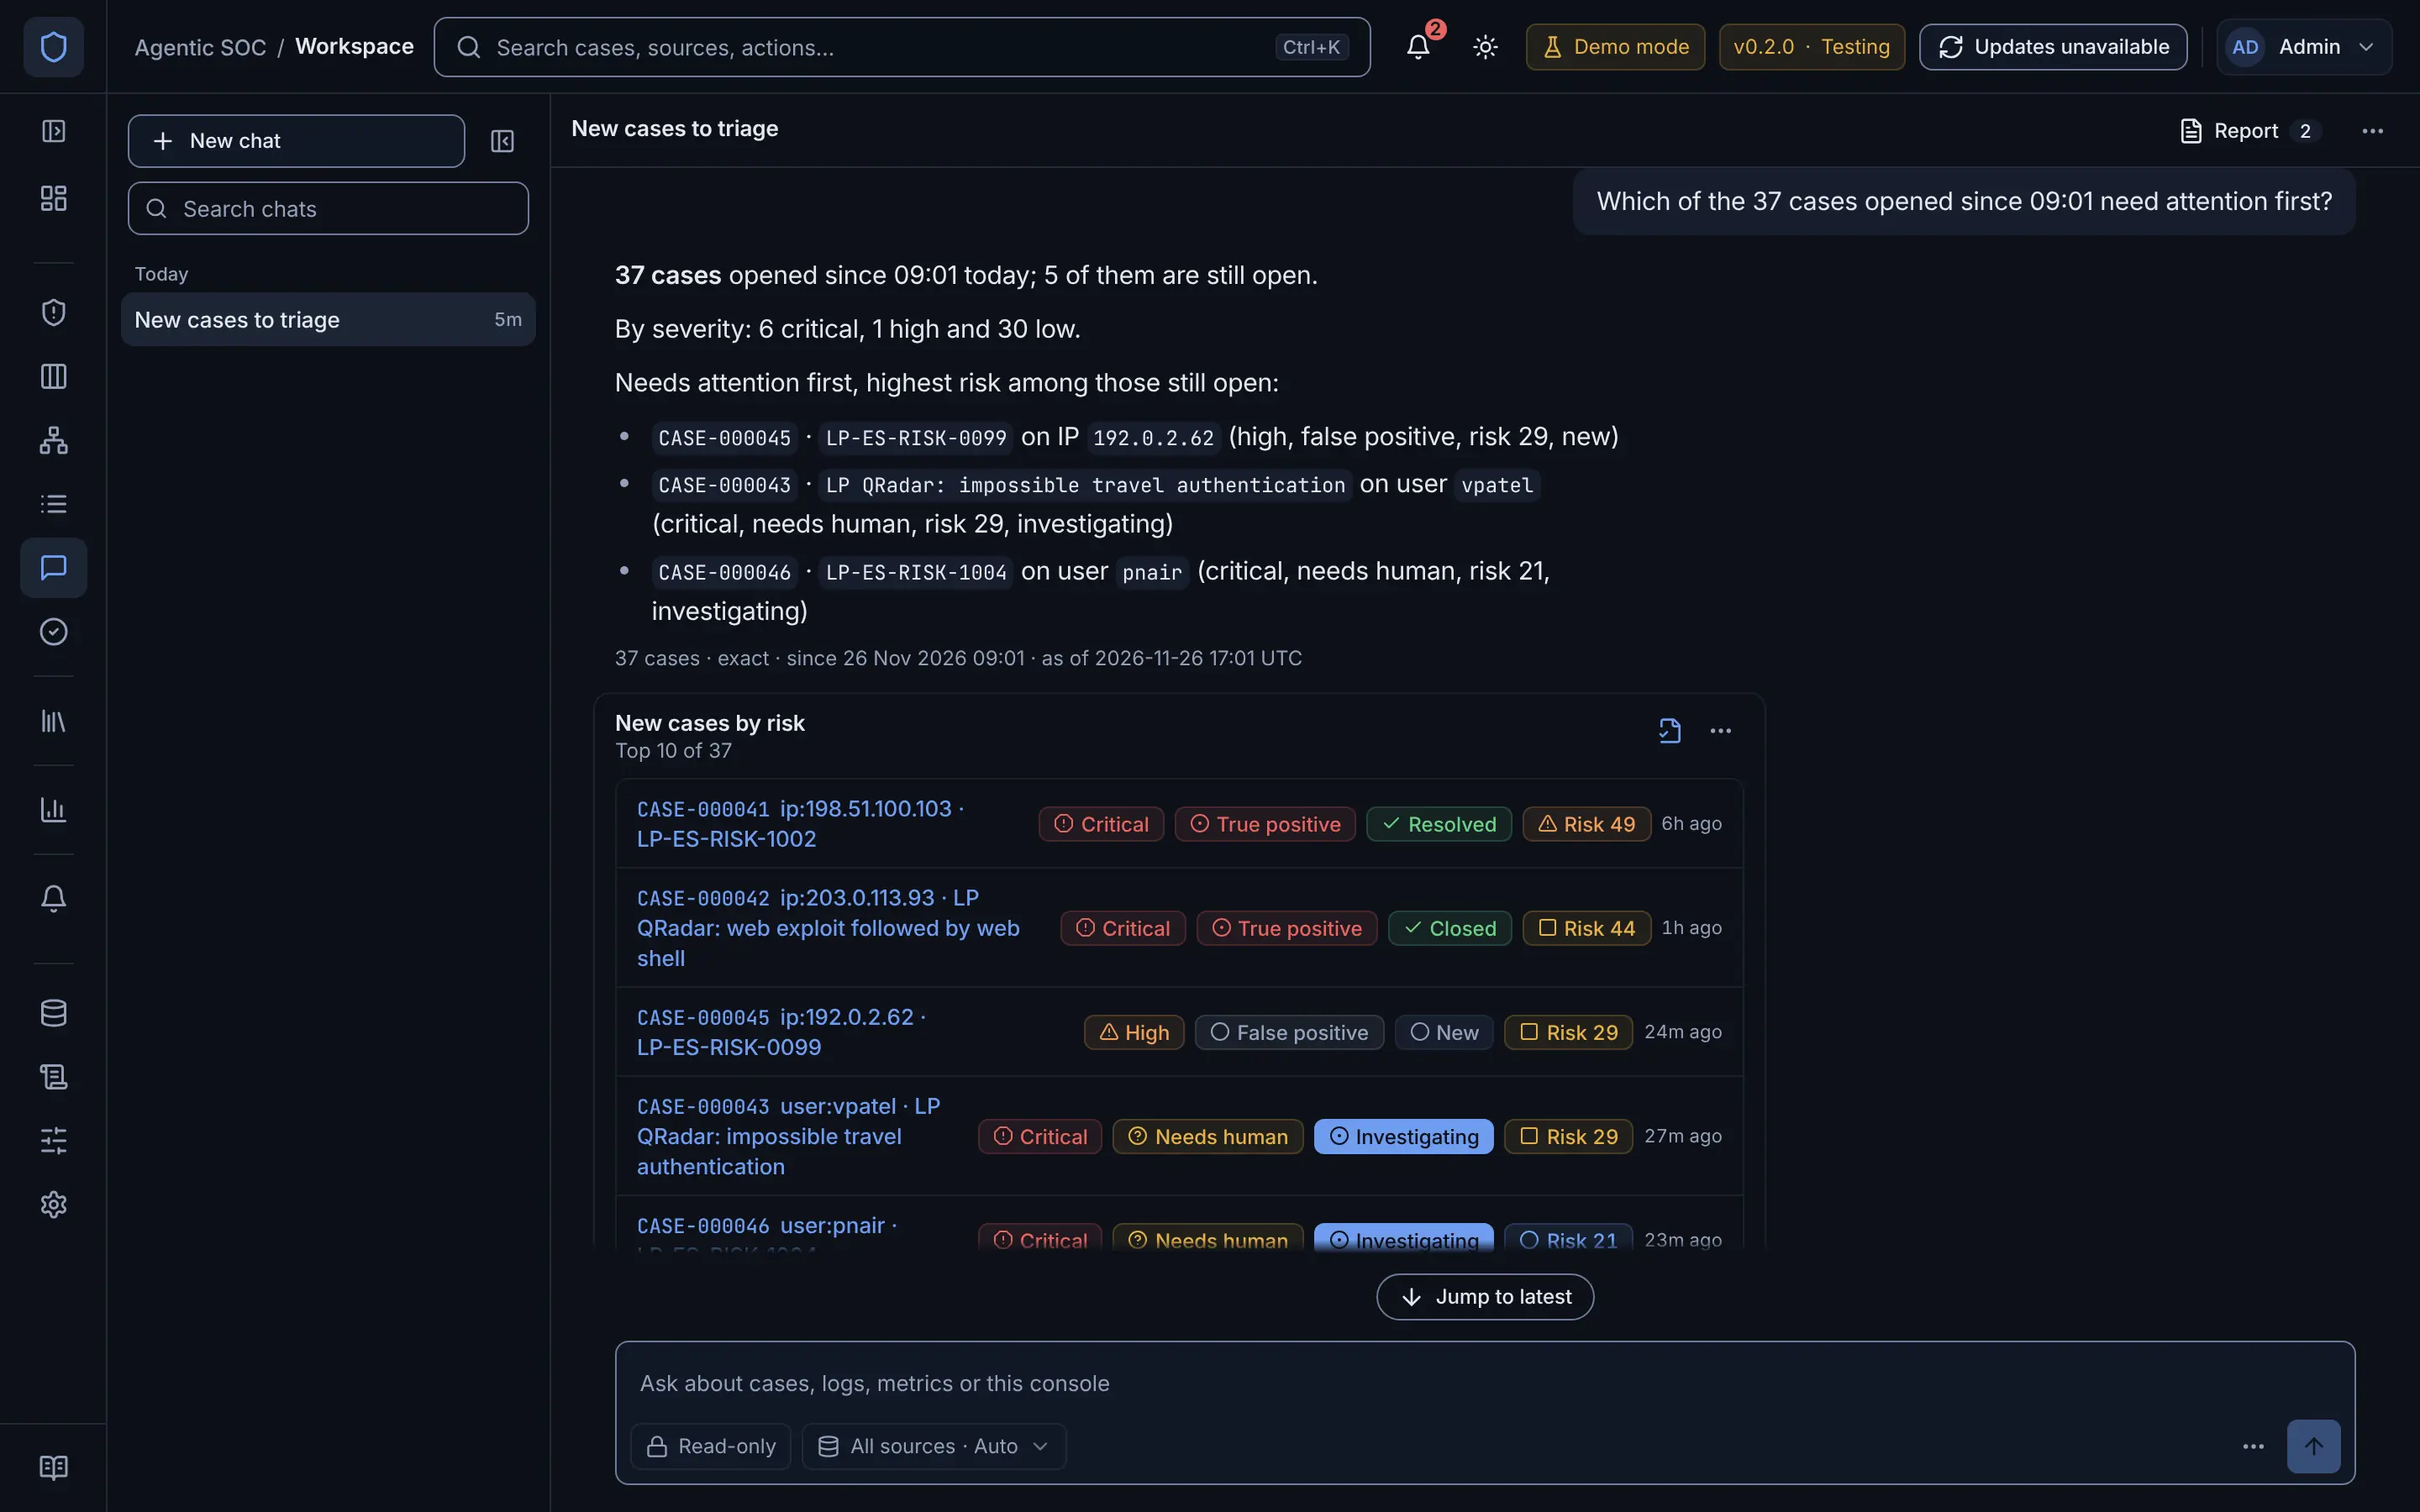 Agentic SOC / Workspace
Search cases, sources, actions...
Ctrl+K
2
Demo mode
v0.2.0 · Testing
Updates unavailable
AD
Admin
New chat
Search chats
Today
New cases to triage
5m
New cases to triage
Report 2
Which of the 37 cases opened since 09:01 need attention first?
37 cases opened since 09:01 today; 5 of them are still open.
By severity: 6 critical, 1 high and 30 low.
Needs attention first, highest risk among those still open:
• CASE-000045 · LP-ES-RISK-0099 on IP 192.0.2.62 (high, false positive, risk 29, new)
• CASE-000043 · LP QRadar: impossible travel authentication on user vpatel
(critical, needs human, risk 29, investigating)
• CASE-000046 · LP-ES-RISK-1004 on user pnair (critical, needs human, risk 21,
investigating)
37 cases · exact · since 26 Nov 2026 09:01 · as of 2026-11-26 17:01 UTC
New cases by risk
Top 10 of 37
CASE-000041 ip:198.51.100.103 ·
LP-ES-RISK-1002
Critical
True positive
Resolved
Risk 49
6h ago
CASE-000042 ip:203.0.113.93 · LP
QRadar: web exploit followed by web
shell
Critical
True positive
Closed
Risk 44
1h ago
CASE-000045 ip:192.0.2.62 ·
LP-ES-RISK-0099
High
False positive
New
Risk 29
24m ago
CASE-000043 user:vpatel · LP
QRadar: impossible travel
authentication
Critical
Needs human
Investigating
Risk 29
27m ago
CASE-000046 user:pnair ·
Critical
Needs human
Investigating
Risk 21
23m ago
Jump to latest
Ask about cases, logs, metrics or this console
Read-only
All sources · Auto